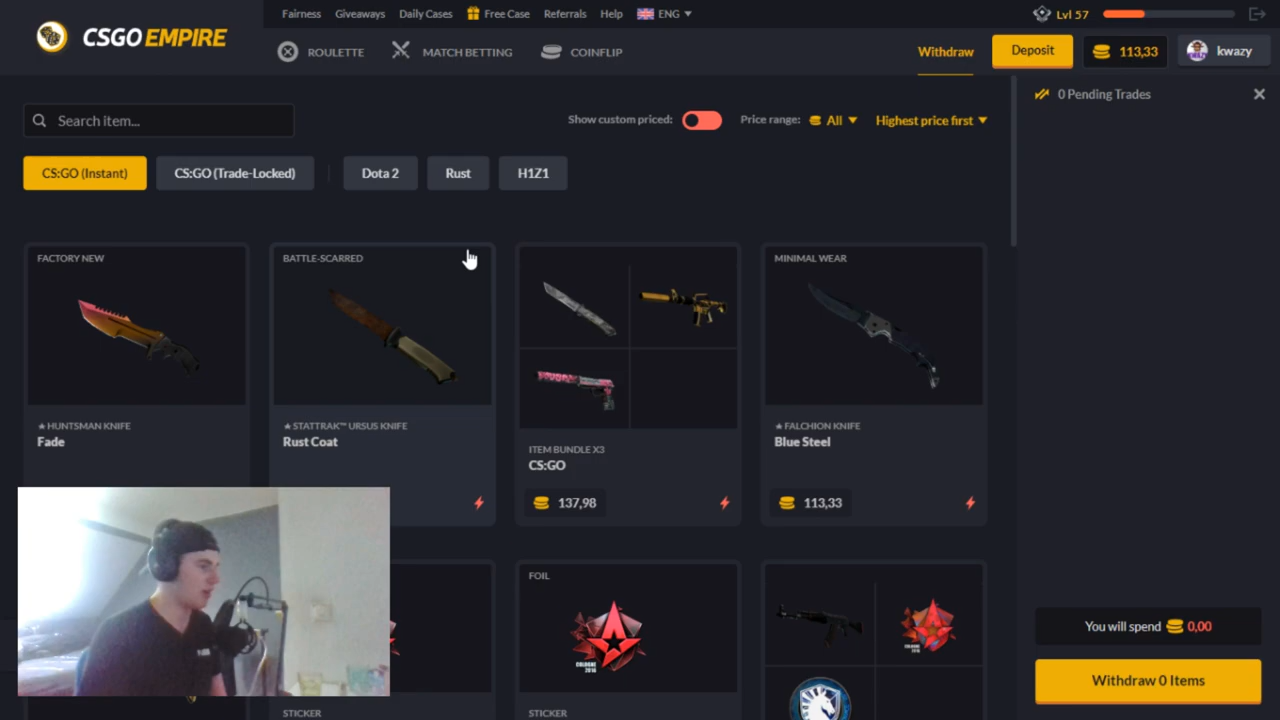 Fairness Giveaways Daily Cases Free Case Referrals Help ENG Lvl 57
CSGOEMPIRE
ROULETTE MATCH BETTING COINFLIP Withdraw Deposit 113,33 kwazy
0 Pending Trades
Search item... Show custom priced: Price range: All Highest price first
CS:GO (Instant) CS:GO (Trade-Locked) Dota 2 Rust H1Z1
FACTORY NEW BATTLE-SCARRED MINIMAL WEAR
★ HUNTSMAN KNIFE ★ STATTRAK™ URSUS KNIFE ★ FALCHION KNIFE
Fade Rust Coat Blue Steel
ITEM BUNDLE X3
CS:GO
137,98 113,33
FOIL
COLOGNE
2016
You will spend 0,00
Withdraw 0 Items
STICKER STICKER